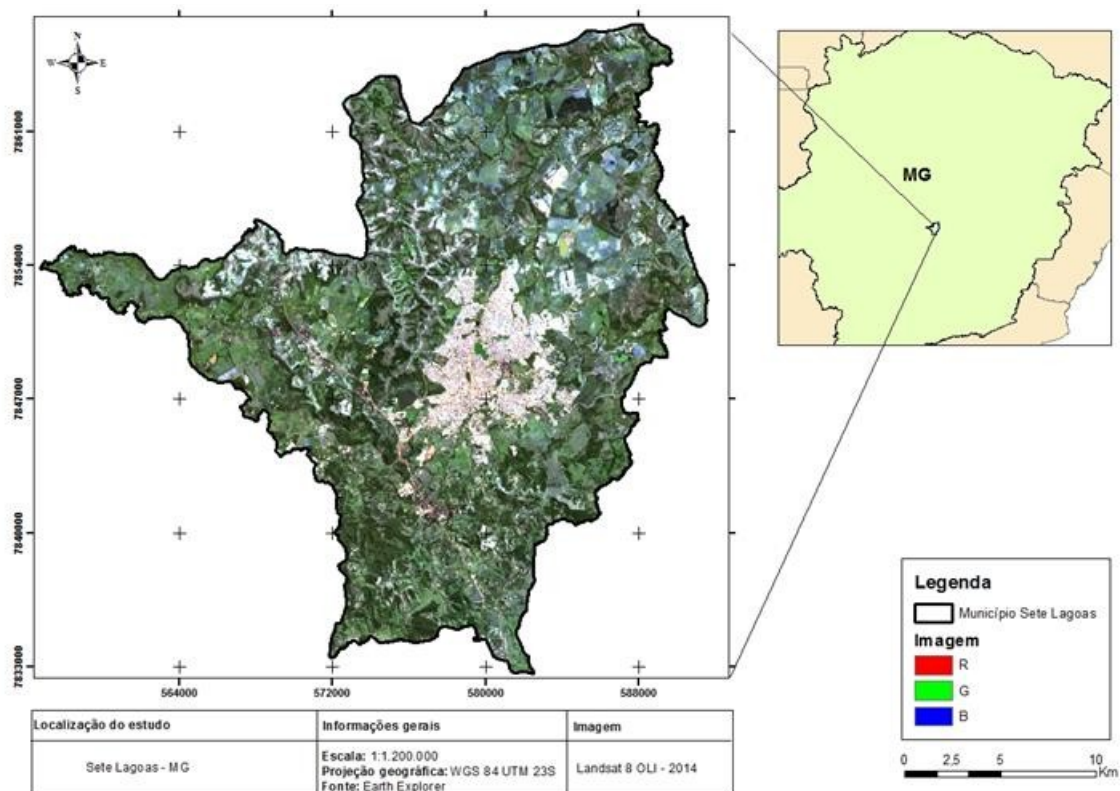 N
W E
S
7861000
7854000
7847000
7840000
7833000
564000 572000 580000 588000
MG
Legenda
Município Sete Lagoas
Imagem
R
G
B
0 2,5 5 10
Km
Localização do estudo
Sete Lagoas - MG
Informações gerais
Escala: 1:1.200.000
Projeção geográfica: WGS 84 UTM 23S
Fonte: Earth Explorer
Imagem
Landsat 8 OLI - 2014